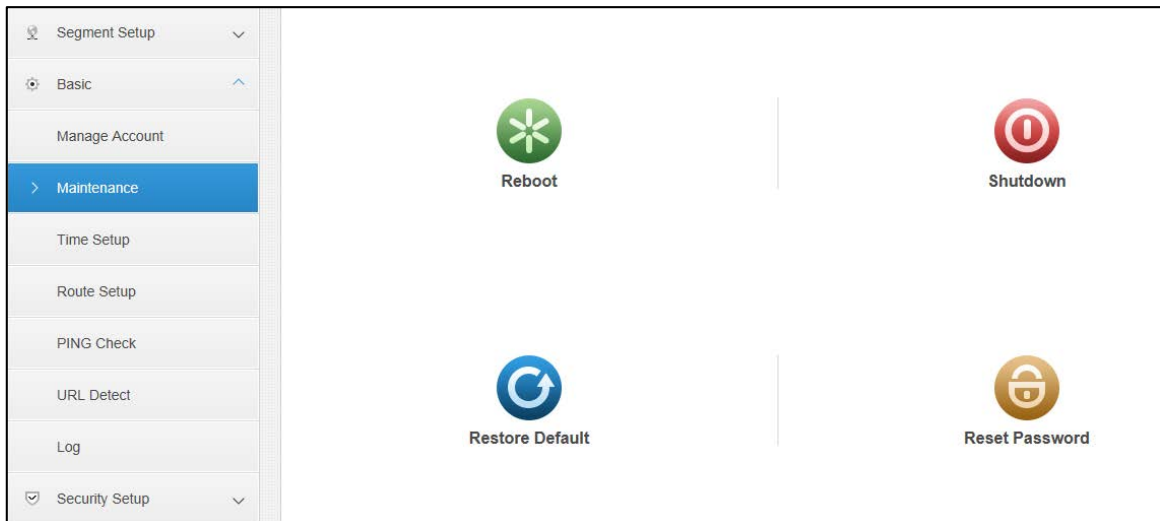 Segment Setup
Basic
Manage Account
Maintenance
Time Setup
Route Setup
PING Check
URL Detect
Log
Security Setup
Reboot
Shutdown
Restore Default
Reset Password